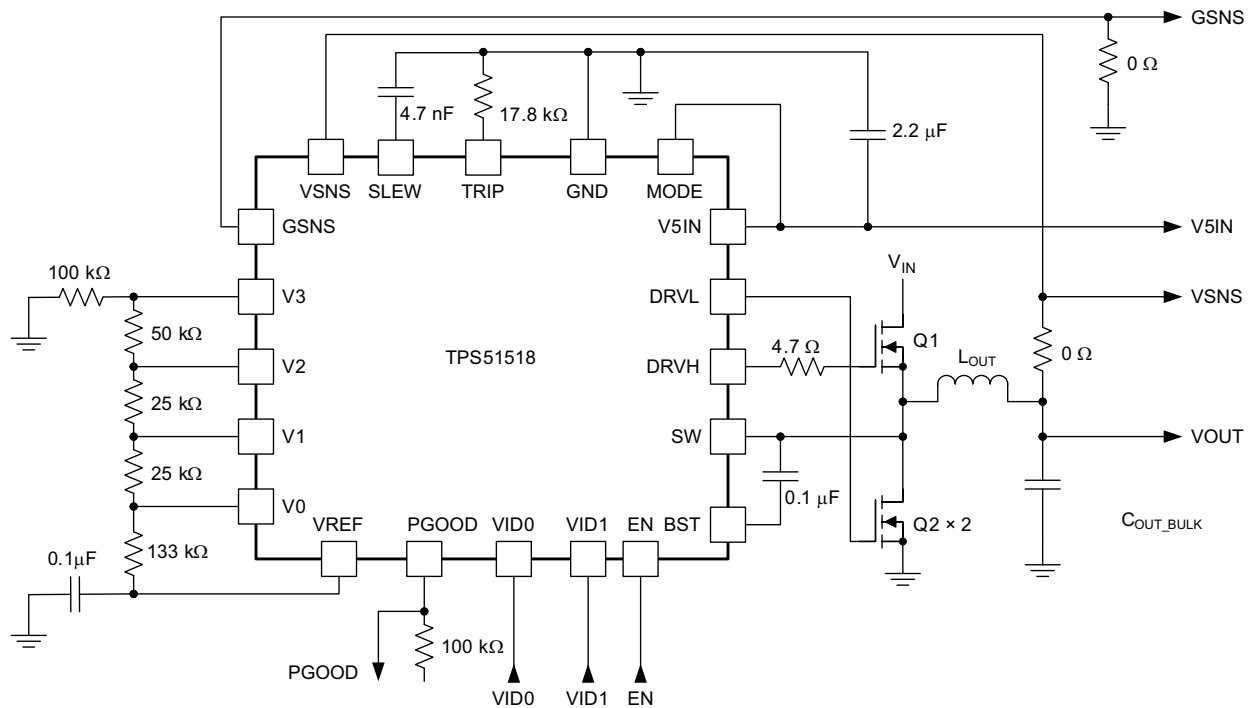 GSNS
0 Ω
4.7 nF
17.8 kΩ
2.2 µF
VSNS
SLEW
TRIP
GND
MODE
GSNS
V5IN
V5IN
100 kΩ
V3
DRVL
VIN
VSNS
50 kΩ
V2
TPS51518
DRVH
4.7 Ω
Q1
LOUT
0 Ω
25 kΩ
V1
SW
VOUT
25 kΩ
V0
0.1 µF
VREF
PGOOD
VID0
VID1
EN
BST
Q2 × 2
COUT_BULK
133 kΩ
0.1µF
100 kΩ
PGOOD
VID0
VID1
EN